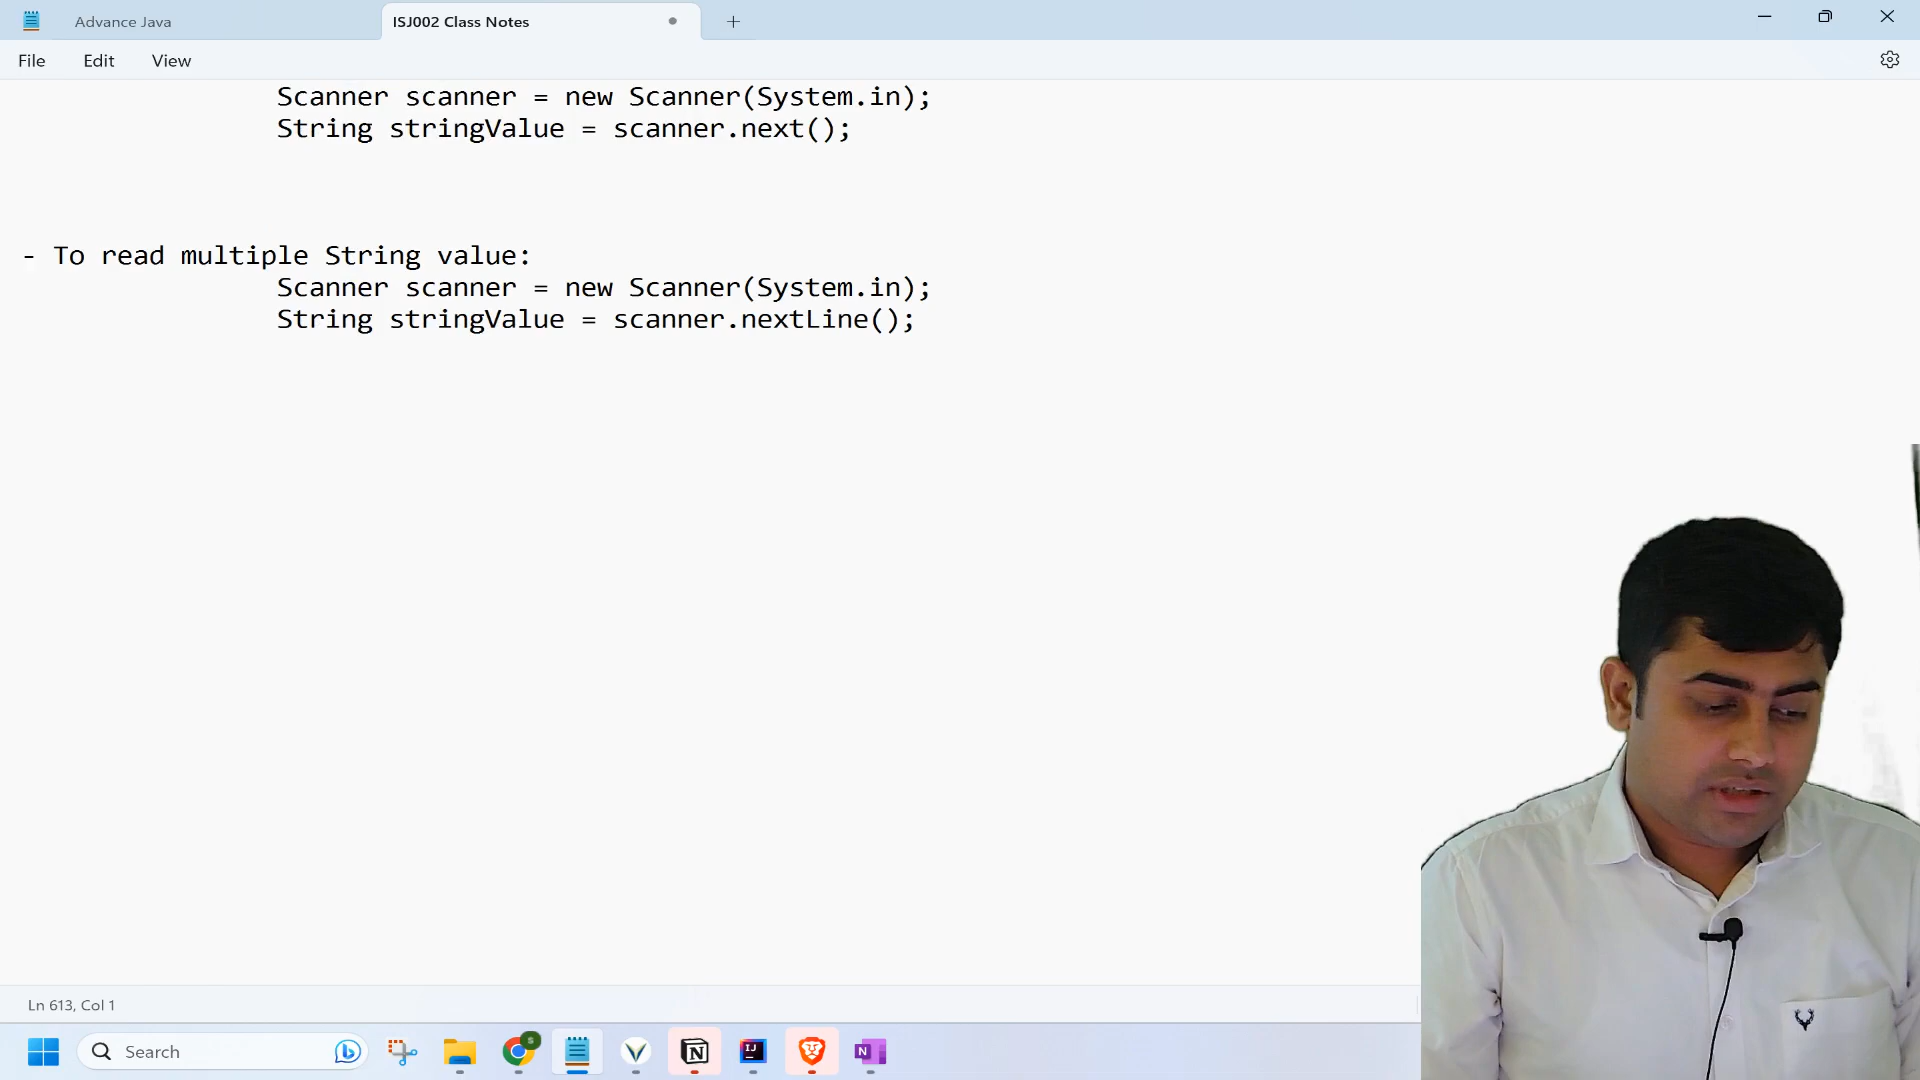 Advance Java
ISJ002 Class Notes
File Edit View
Scanner scanner = new Scanner(System.in);
String stringValue = scanner.next();
- To read multiple String value:
Scanner scanner = new Scanner(System.in);
String stringValue = scanner.nextLine();
Ln 613, Col 1
Search